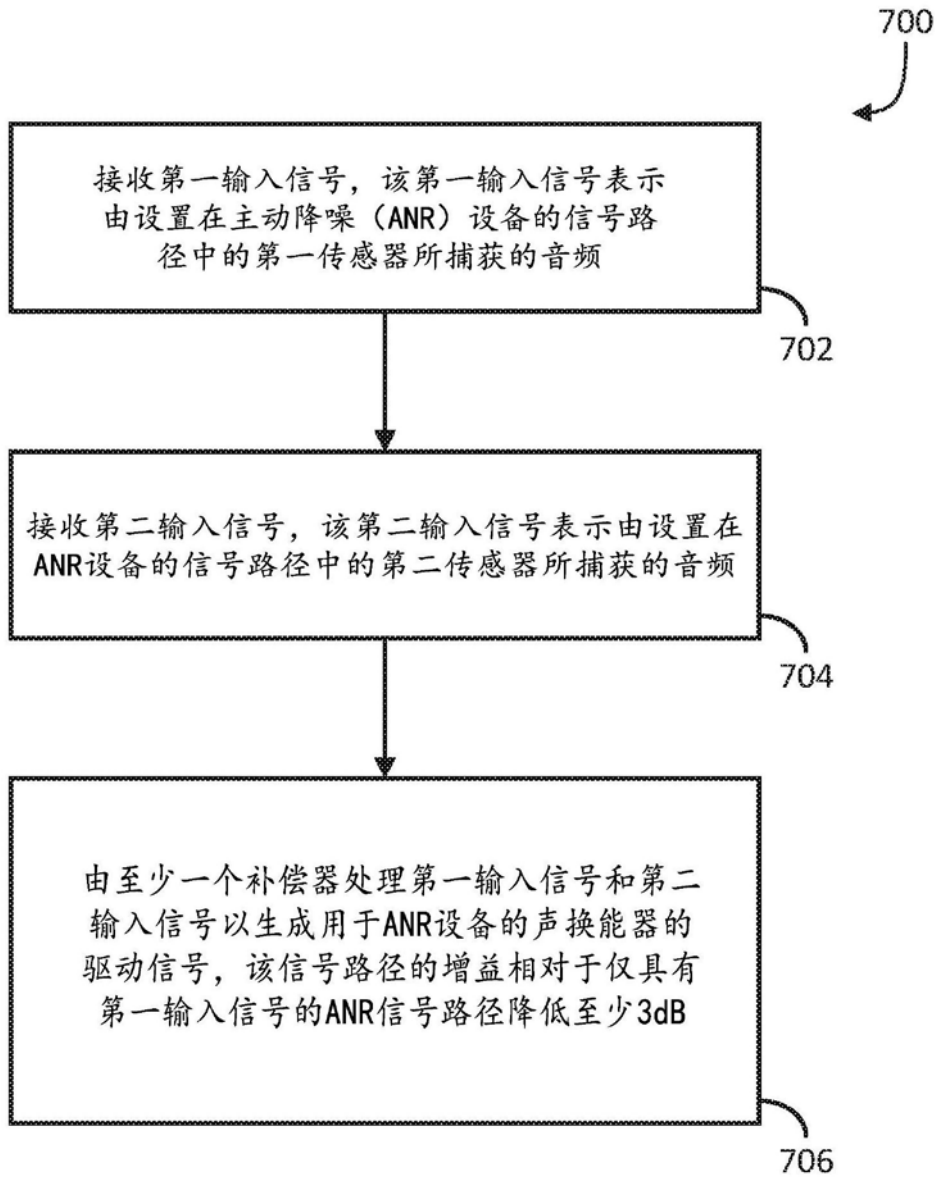 700
接收第一输入信号，该第一输入信号表示
由设置在主动降噪（ANR）设备的信号路
径中的第一传感器所捕获的音频
702
接收第二输入信号，该第二输入信号表示由设置在
ANR设备的信号路径中的第二传感器所捕获的音频
704
由至少一个补偿器处理第一输入信号和第二
输入信号以生成用于ANR设备的声换能器的
驱动信号，该信号路径的增益相对于仅具有
第一输入信号的ANR信号路径降低至少3dB
706